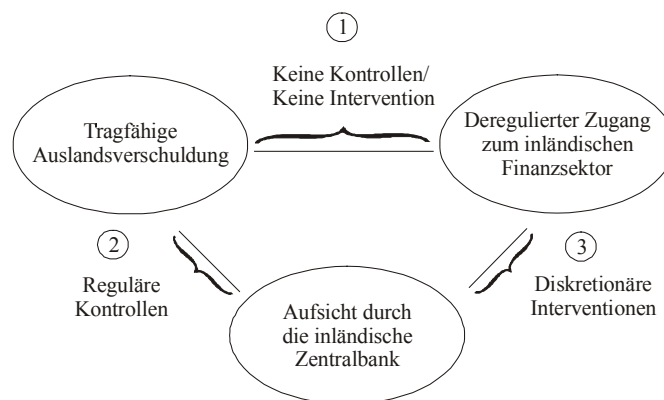 1
Keine Kontrollen/
Keine Intervention
Tragfähige
Auslandsverschuldung
Deregulierter Zugang
zum inländischen
Finanzsektor
2
Reguläre
Kontrollen
3
Diskretionäre
Interventionen
Aufsicht durch
die inländische
Zentralbank